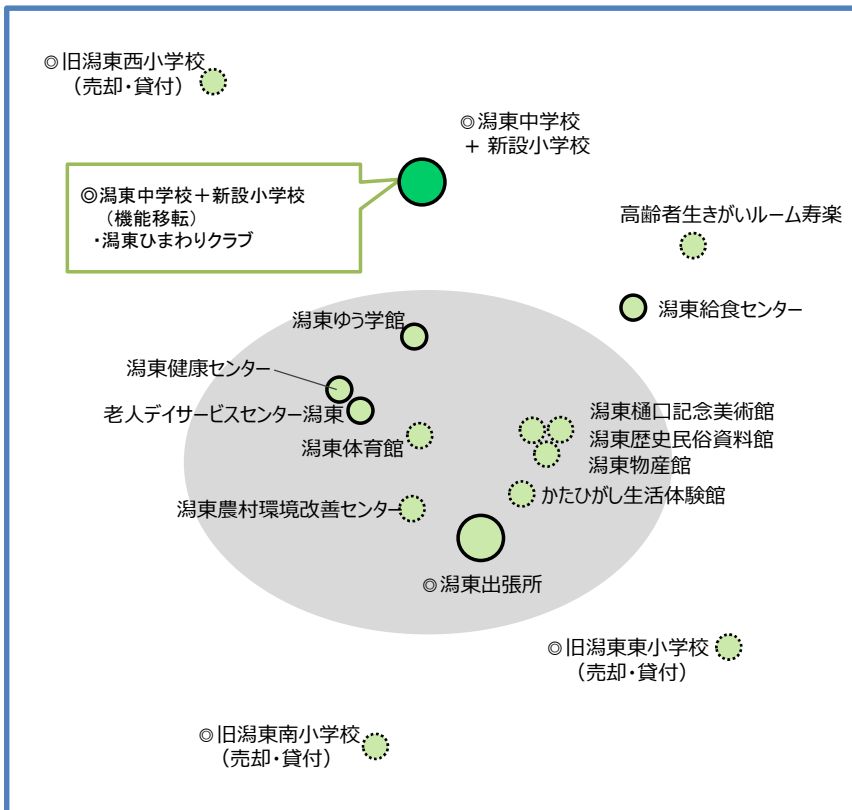 ◎旧潟東西小学校
（売却・貸付）
◎潟東中学校
＋ 新設小学校
◎潟東中学校＋新設小学校
（機能移転）
・潟東ひまわりクラブ
高齢者生きがいルーム寿楽
潟東給食センター
潟東ゆう学館
潟東健康センター
老人デイサービスセンター潟東
潟東体育館
潟東樋口記念美術館
潟東歴史民俗資料館
潟東物産館
かたひがし生活体験館
潟東農村環境改善センター
◎潟東出張所
◎旧潟東東小学校
（売却・貸付）
◎旧潟東南小学校
（売却・貸付）